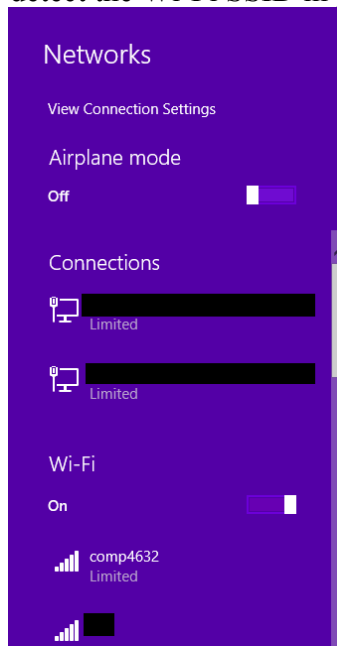 Networks
View Connection Settings
Airplane mode
Off
Connections
Limited
Limited
Wi-Fi
On
comp4632
Limited